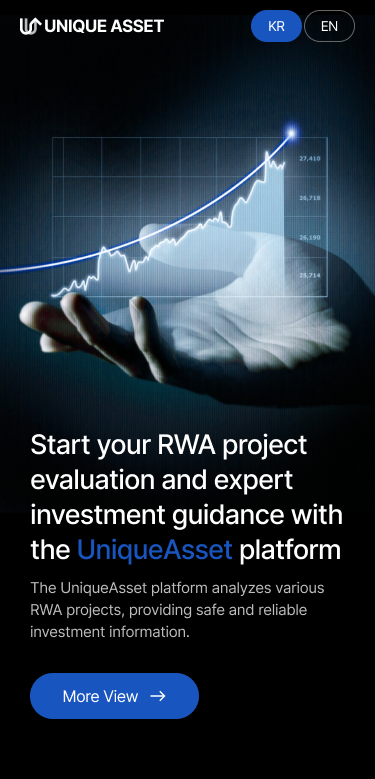 UNIQUE ASSET
KR
EN
27,410
26,718
26,190
25,714
Start your RWA project
evaluation and expert
investment guidance with
the UniqueAsset platform
The UniqueAsset platform analyzes various
RWA projects, providing safe and reliable
investment information.
More View →